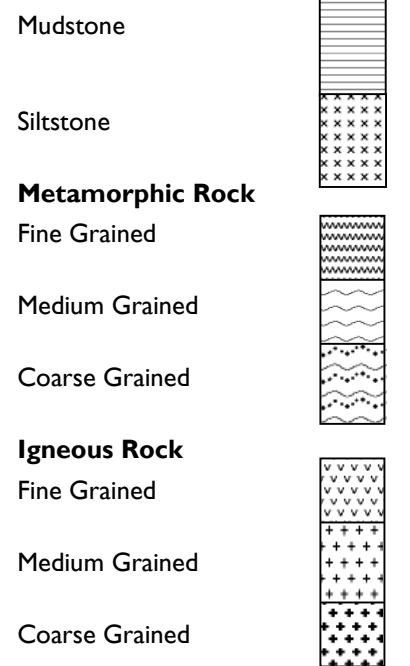 Mudstone
Siltstone
Metamorphic Rock
Fine Grained
Medium Grained
Coarse Grained
Igneous Rock
Fine Grained
Medium Grained
Coarse Grained